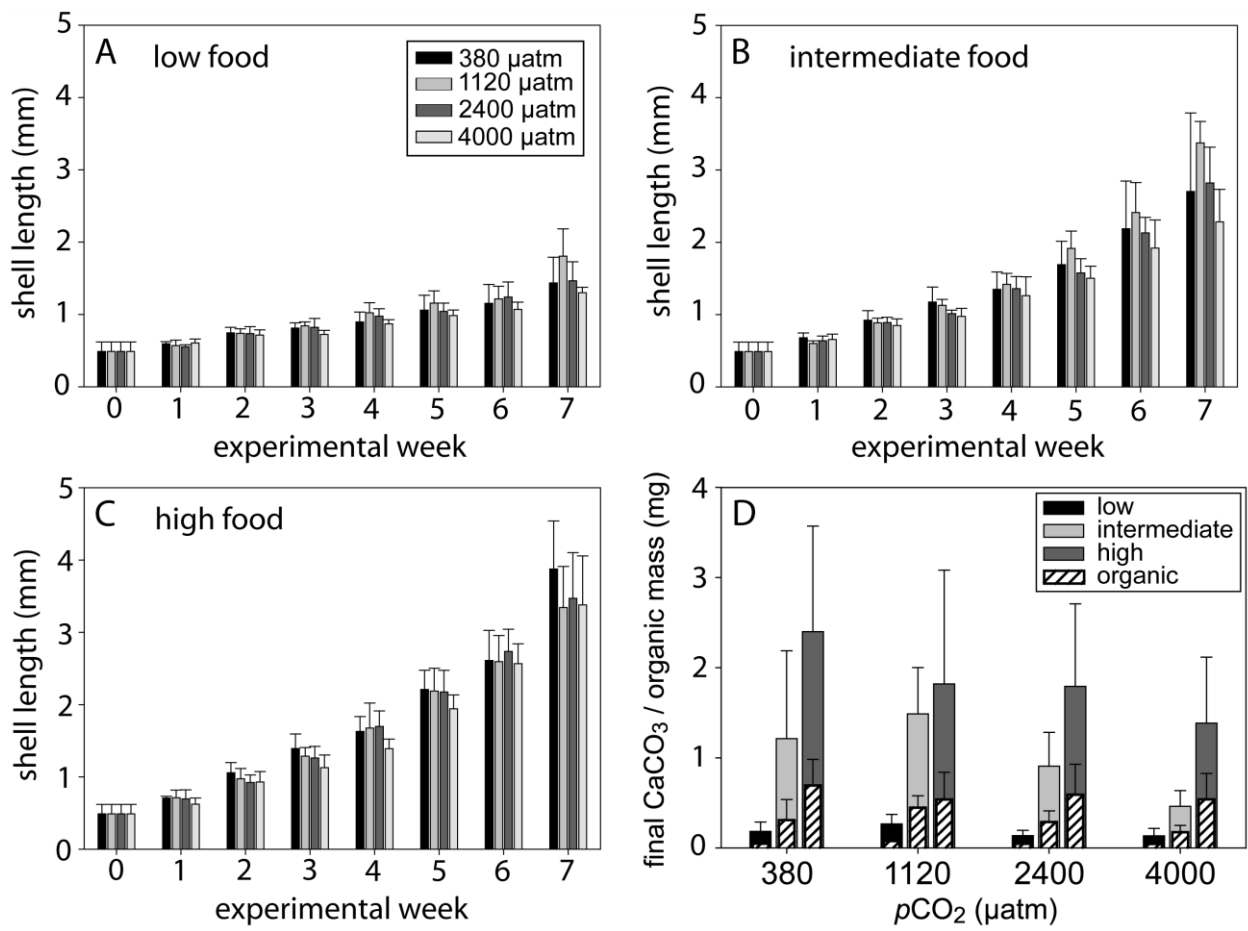 A low food
380 µatm
1120 µatm
2400 µatm
4000 µatm
5
4
3
2
1
0
shell length (mm)
0 1 2 3 4 5 6 7
experimental week
B intermediate food
5
4
3
2
1
0
shell length (mm)
0 1 2 3 4 5 6 7
experimental week
C high food
5
4
3
2
1
0
shell length (mm)
0 1 2 3 4 5 6 7
experimental week
D
low
intermediate
high
organic
4
3
2
1
0
final CaCO₃ / organic mass (mg)
380 1120 2400 4000
pCO₂ (µatm)